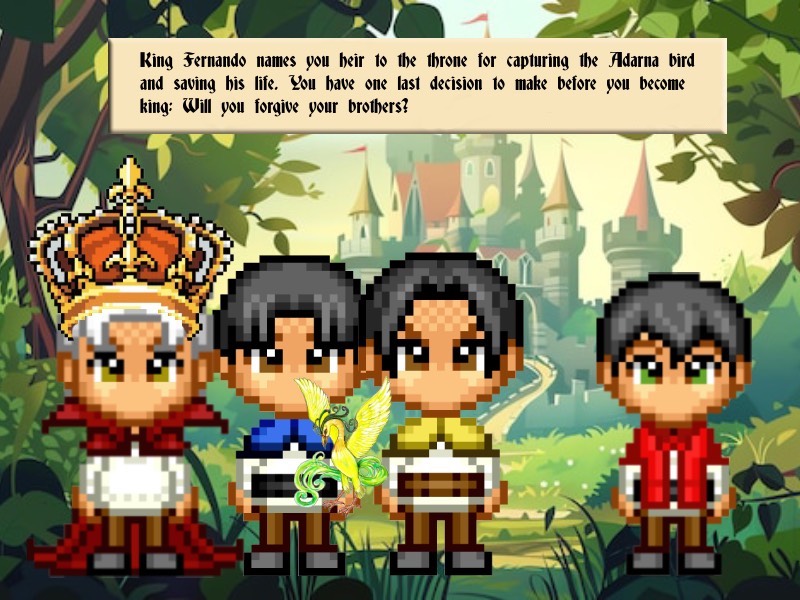 King Fernando names you heir to the throne for capturing the Adarna bird
and saving his life. You have one last decision to make before you become
king: Will you forgive your brothers?